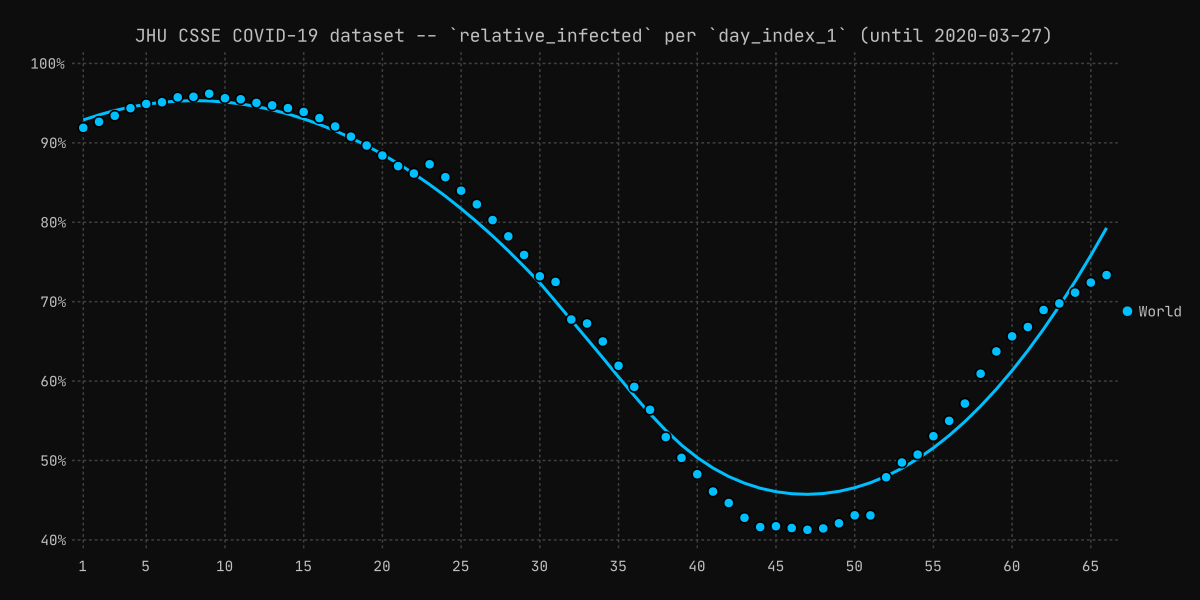 JHU CSSE COVID-19 dataset -- `relative_infected` per `day_index_1` (until 2020-03-27)
100%
90%
80%
70%
60%
50%
40%
1 5 10 15 20 25 30 35 40 45 50 55 60 65
World